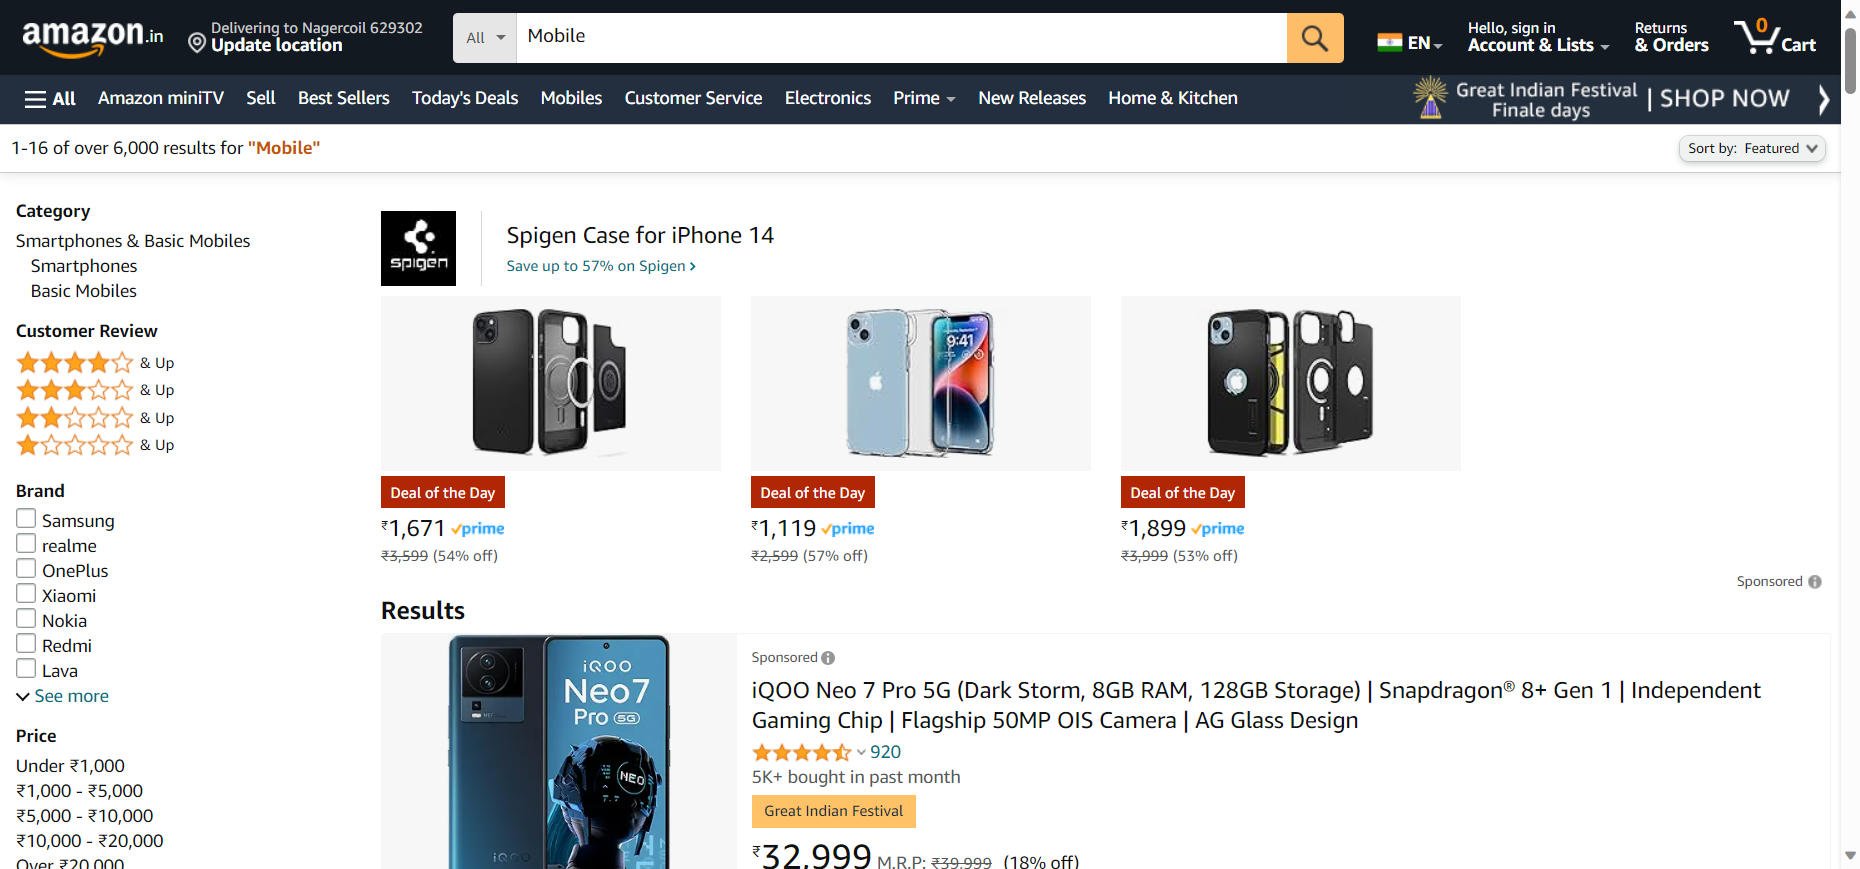 amazon.in
Delivering to Nagercoil 629302
Update location
All
Mobile
EN
Hello, sign in
Account & Lists
Returns
& Orders
0
Cart
All
Amazon miniTV
Sell
Best Sellers
Today's Deals
Mobiles
Customer Service
Electronics
Prime
New Releases
Home & Kitchen
Great Indian Festival
Finale days
| SHOP NOW
1-16 of over 6,000 results for "Mobile"
Sort by: Featured
Category
Smartphones & Basic Mobiles
Smartphones
Basic Mobiles
Customer Review
& Up
& Up
& Up
& Up
Brand
Samsung
realme
OnePlus
Xiaomi
Nokia
Redmi
Lava
See more
Price
Under ₹1,000
₹1,000 - ₹5,000
₹5,000 - ₹10,000
₹10,000 - ₹20,000
Over ₹20,000
spigen
Spigen Case for iPhone 14
Save up to 57% on Spigen
9:41
Deal of the Day
₹1,671 prime
₹3,599 (54% off)
Deal of the Day
₹1,119 prime
₹2,599 (57% off)
Deal of the Day
₹1,899 prime
₹3,999 (53% off)
Sponsored
Results
iQOO
Neo7
Pro 5G
NEO
iQOO
Sponsored
iQOO Neo 7 Pro 5G (Dark Storm, 8GB RAM, 128GB Storage) | Snapdragon® 8+ Gen 1 | Independent
Gaming Chip | Flagship 50MP OIS Camera | AG Glass Design
920
5K+ bought in past month
Great Indian Festival
₹32,999 M.R.P: ₹39,999 (18% off)